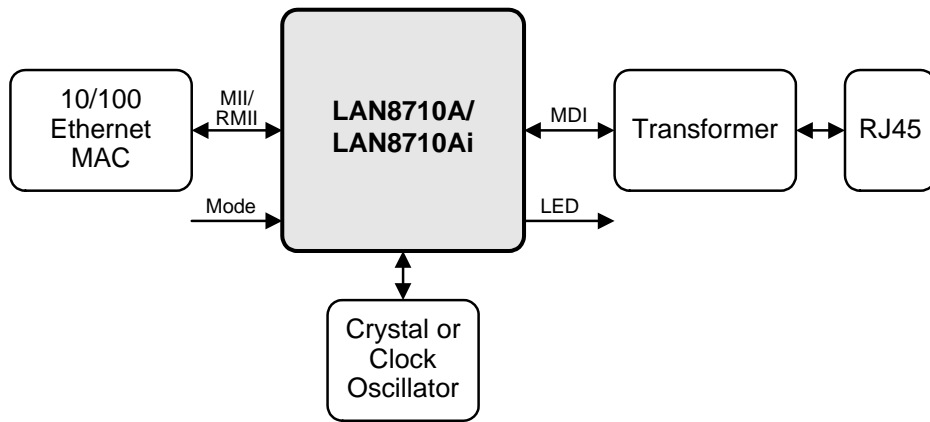 10/100
Ethernet
MAC
MII/
RMII
Mode
LAN8710A/
LAN8710Ai
MDI
LED
Transformer
RJ45
Crystal or
Clock
Oscillator